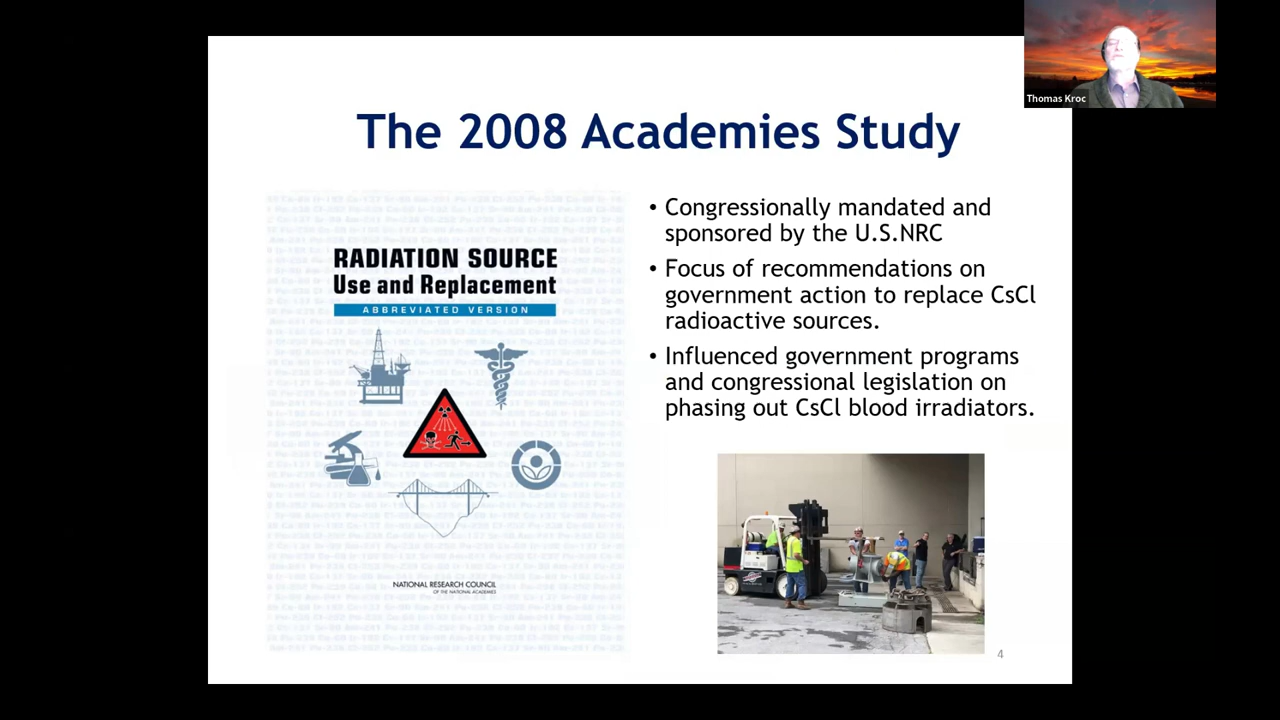 Thomas Kroc
The 2008 Academies Study
RADIATION SOURCE
Use and Replacement
ABBREVIATED VERSION
NATIONAL RESEARCH COUNCIL
OF THE NATIONAL ACADEMIES
• Congressionally mandated and
sponsored by the U.S.NRC
• Focus of recommendations on
government action to replace CsCl
radioactive sources.
• Influenced government programs
and congressional legislation on
phasing out CsCl blood irradiators.
4